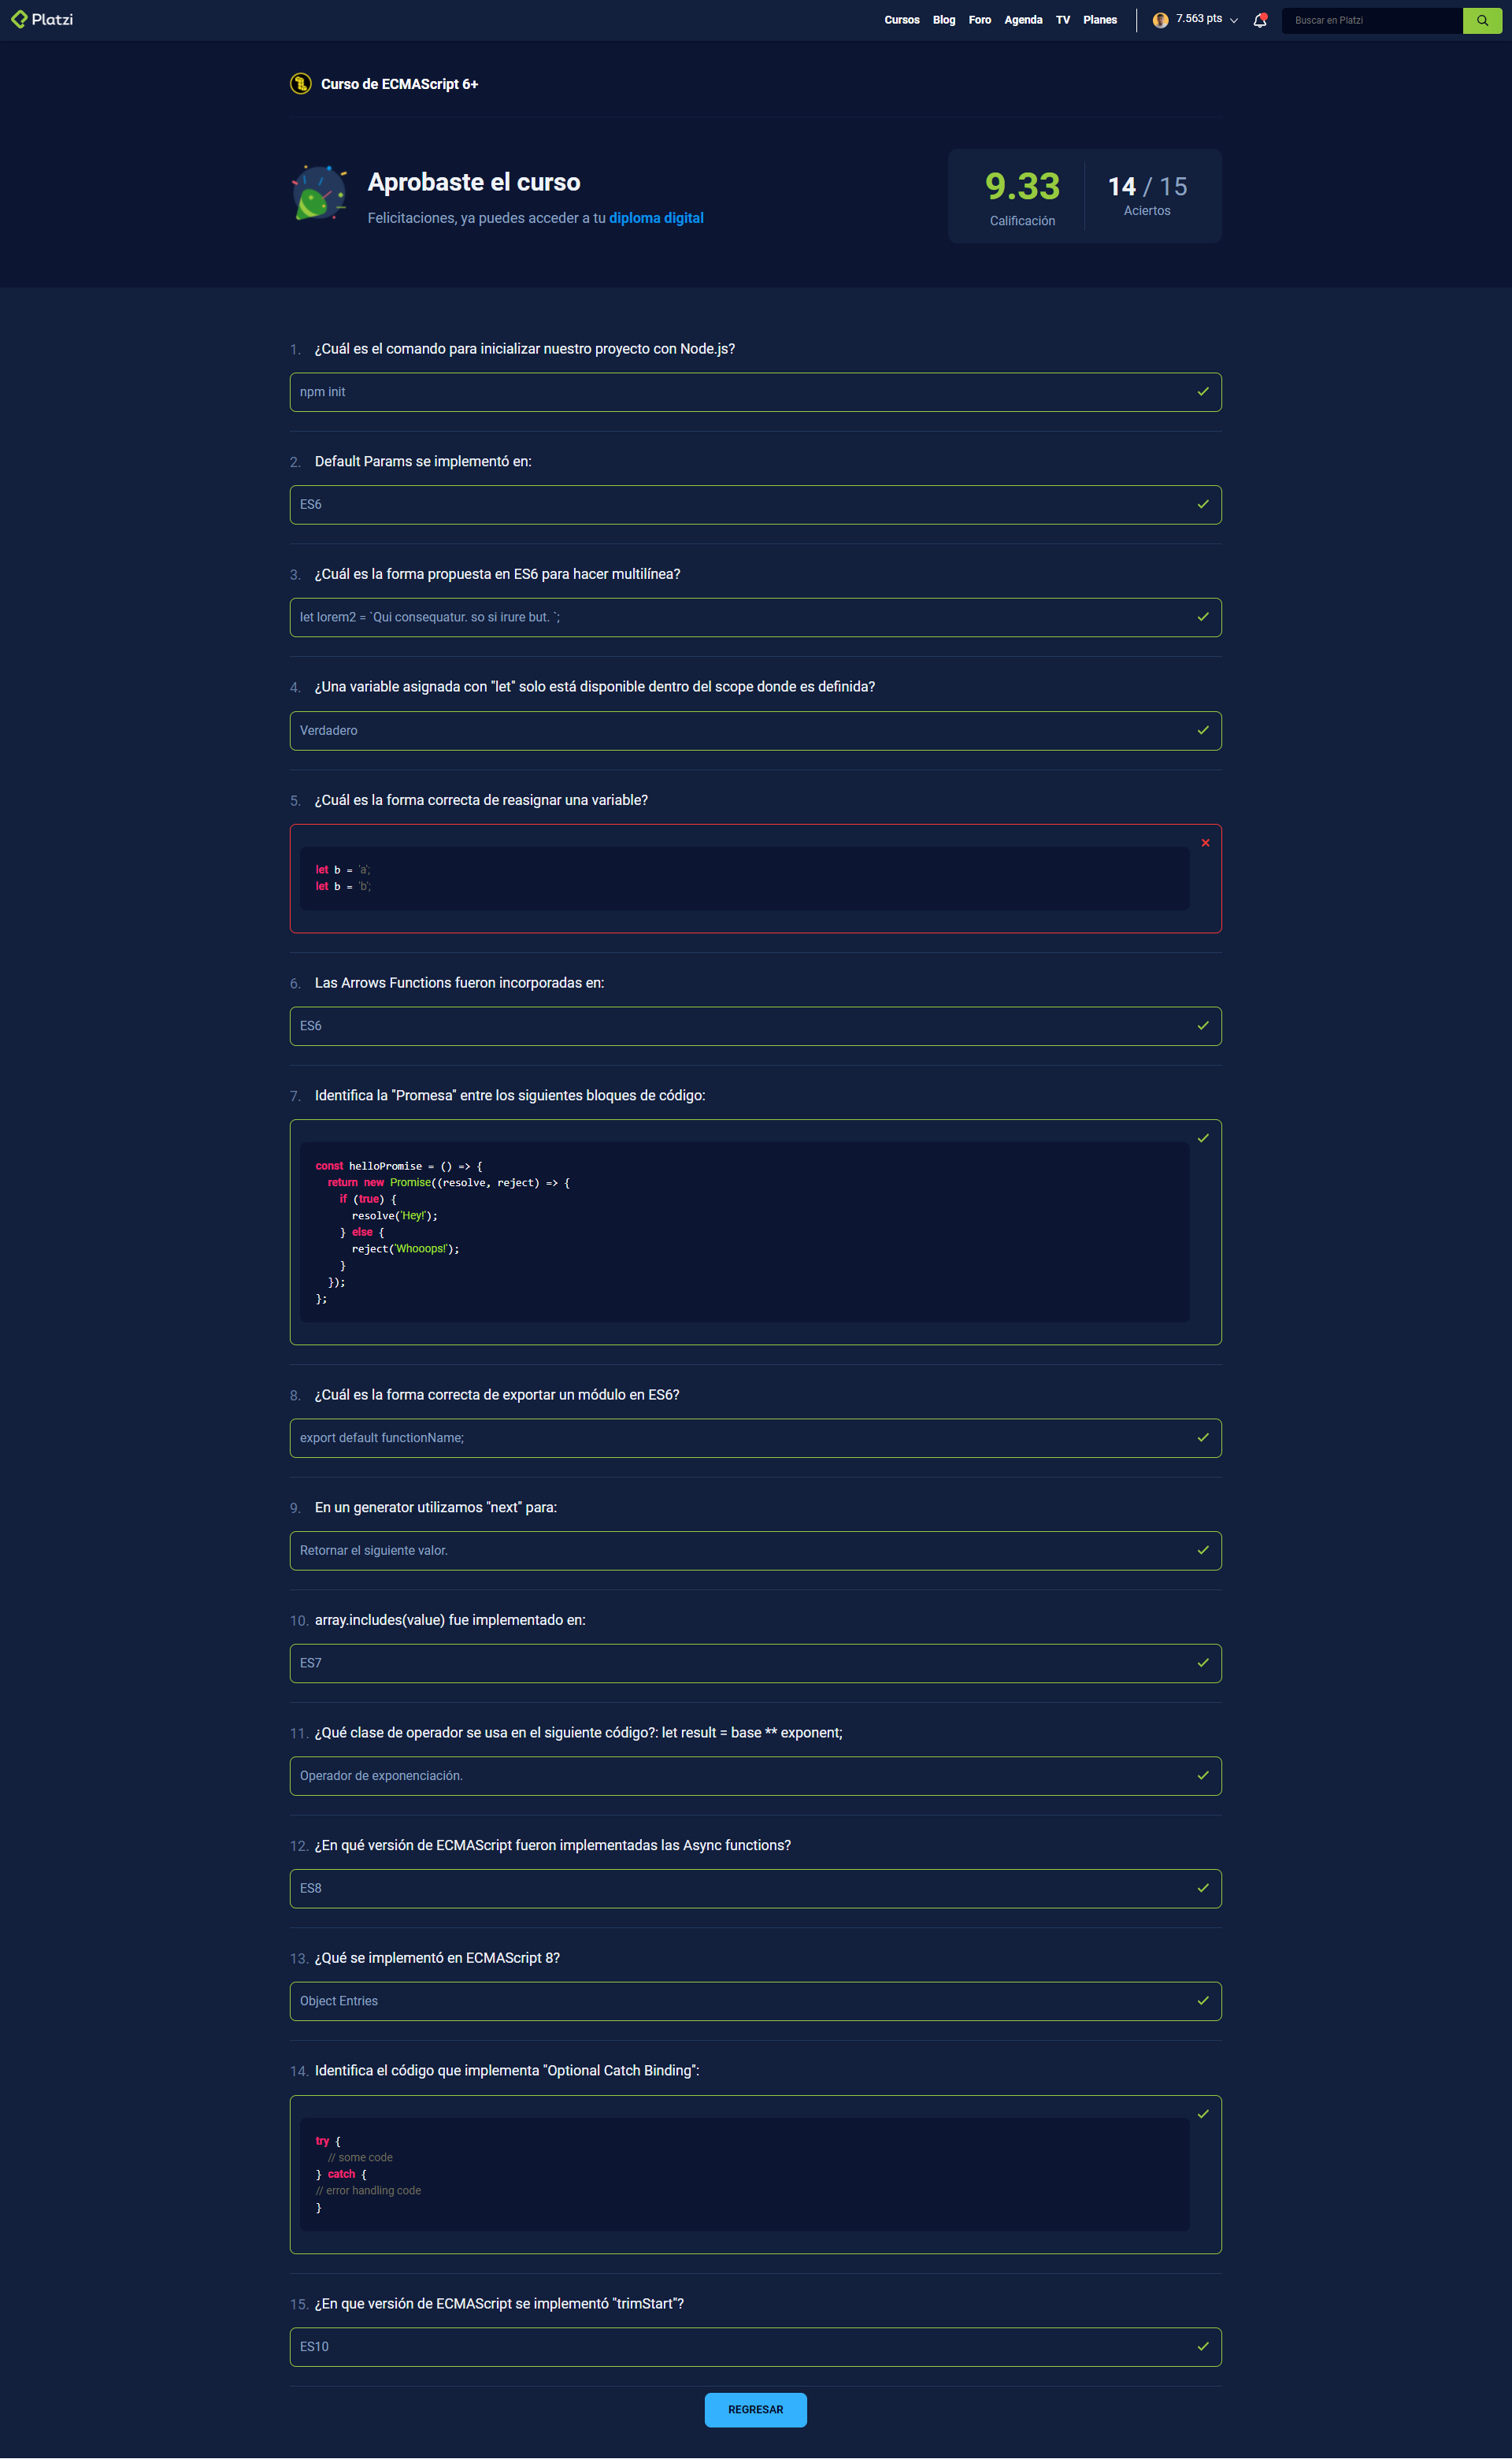 Platzi
Cursos Blog Foro Agenda TV Planes 7.563 pts Buscar en Platzi
Curso de ECMAScript 6+
Aprobaste el curso
Felicitaciones, ya puedes acceder a tu diploma digital
9.33
Calificación
14 / 15
Aciertos
1. ¿Cuál es el comando para inicializar nuestro proyecto con Node.js?
npm init
2. Default Params se implementó en:
ES6
3. ¿Cuál es la forma propuesta en ES6 para hacer multilínea?
let lorem2 = `Qui consequatur. so si irure but. `;
4. ¿Una variable asignada con "let" solo está disponible dentro del scope donde es definida?
Verdadero
5. ¿Cuál es la forma correcta de reasignar una variable?
let b = 'a';
let b = 'b';
6. Las Arrows Functions fueron incorporadas en:
ES6
7. Identifica la "Promesa" entre los siguientes bloques de código:
const helloPromise = () => {
return new Promise((resolve, reject) => {
if (true) {
resolve('Hey!');
} else {
reject('Whooops!');
}
});
};
8. ¿Cuál es la forma correcta de exportar un módulo en ES6?
export default functionName;
9. En un generator utilizamos "next" para:
Retornar el siguiente valor.
10. array.includes(value) fue implementado en:
ES7
11. ¿Qué clase de operador se usa en el siguiente código?: let result = base ** exponent;
Operador de exponenciación.
12. ¿En qué versión de ECMAScript fueron implementadas las Async functions?
ES8
13. ¿Qué se implementó en ECMAScript 8?
Object Entries
14. Identifica el código que implementa "Optional Catch Binding":
try {
// some code
} catch {
// error handling code
}
15. ¿En que versión de ECMAScript se implementó "trimStart"?
ES10
REGRESAR